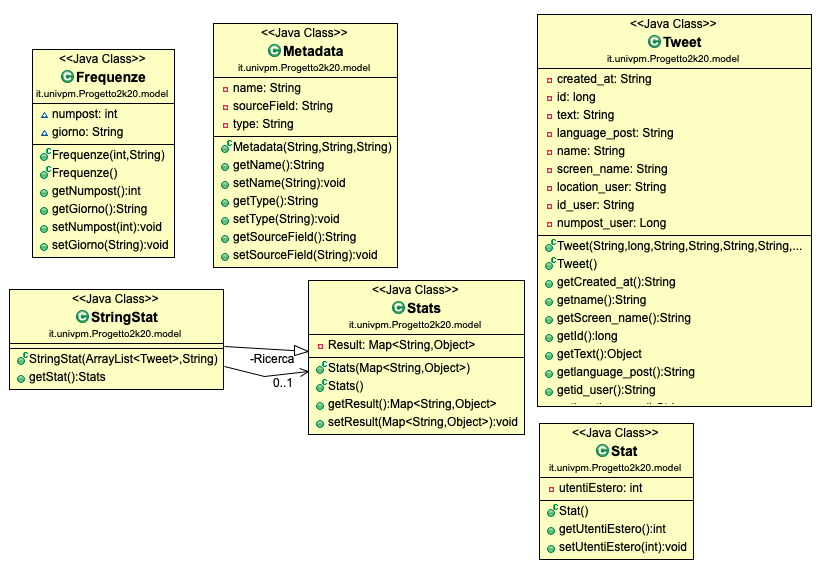 <<Java Class>>
Frequenze
it.univpm.Progetto2k20.model
numpost: int
giorno: String
Frequenze(int,String)
Frequenze()
getNumpost():int
getGiorno():String
setNumpost(int):void
setGiorno(String):void
<<Java Class>>
Metadata
it.univpm.Progetto2k20.model
name: String
sourceField: String
type: String
Metadata(String,String,String)
getName():String
setName(String):void
getType():String
setType(String):void
getSourceField():String
setSourceField(String):void
<<Java Class>>
Tweet
it.univpm.Progetto2k20.model
created_at: String
id: long
text: String
language_post: String
name: String
screen_name: String
location_user: String
id_user: String
numpost_user: Long
Tweet(String,long,String,String,String,String,...
Tweet()
getCreated_at():String
getname():String
getScreen_name():String
getId():long
getText():Object
getlanguage_post():String
getid_user():String
<<Java Class>>
StringStat
it.univpm.Progetto2k20.model
StringStat(ArrayList<Tweet>,String)
getStat():Stats
-Ricerca
0..1
<<Java Class>>
Stats
it.univpm.Progetto2k20.model
Result: Map<String,Object>
Stats(Map<String,Object>)
Stats()
getResult():Map<String,Object>
setResult(Map<String,Object>):void
<<Java Class>>
Stat
it.univpm.Progetto2k20.model
utentiEstero: int
Stat()
getUtentiEstero():int
setUtentiEstero(int):void